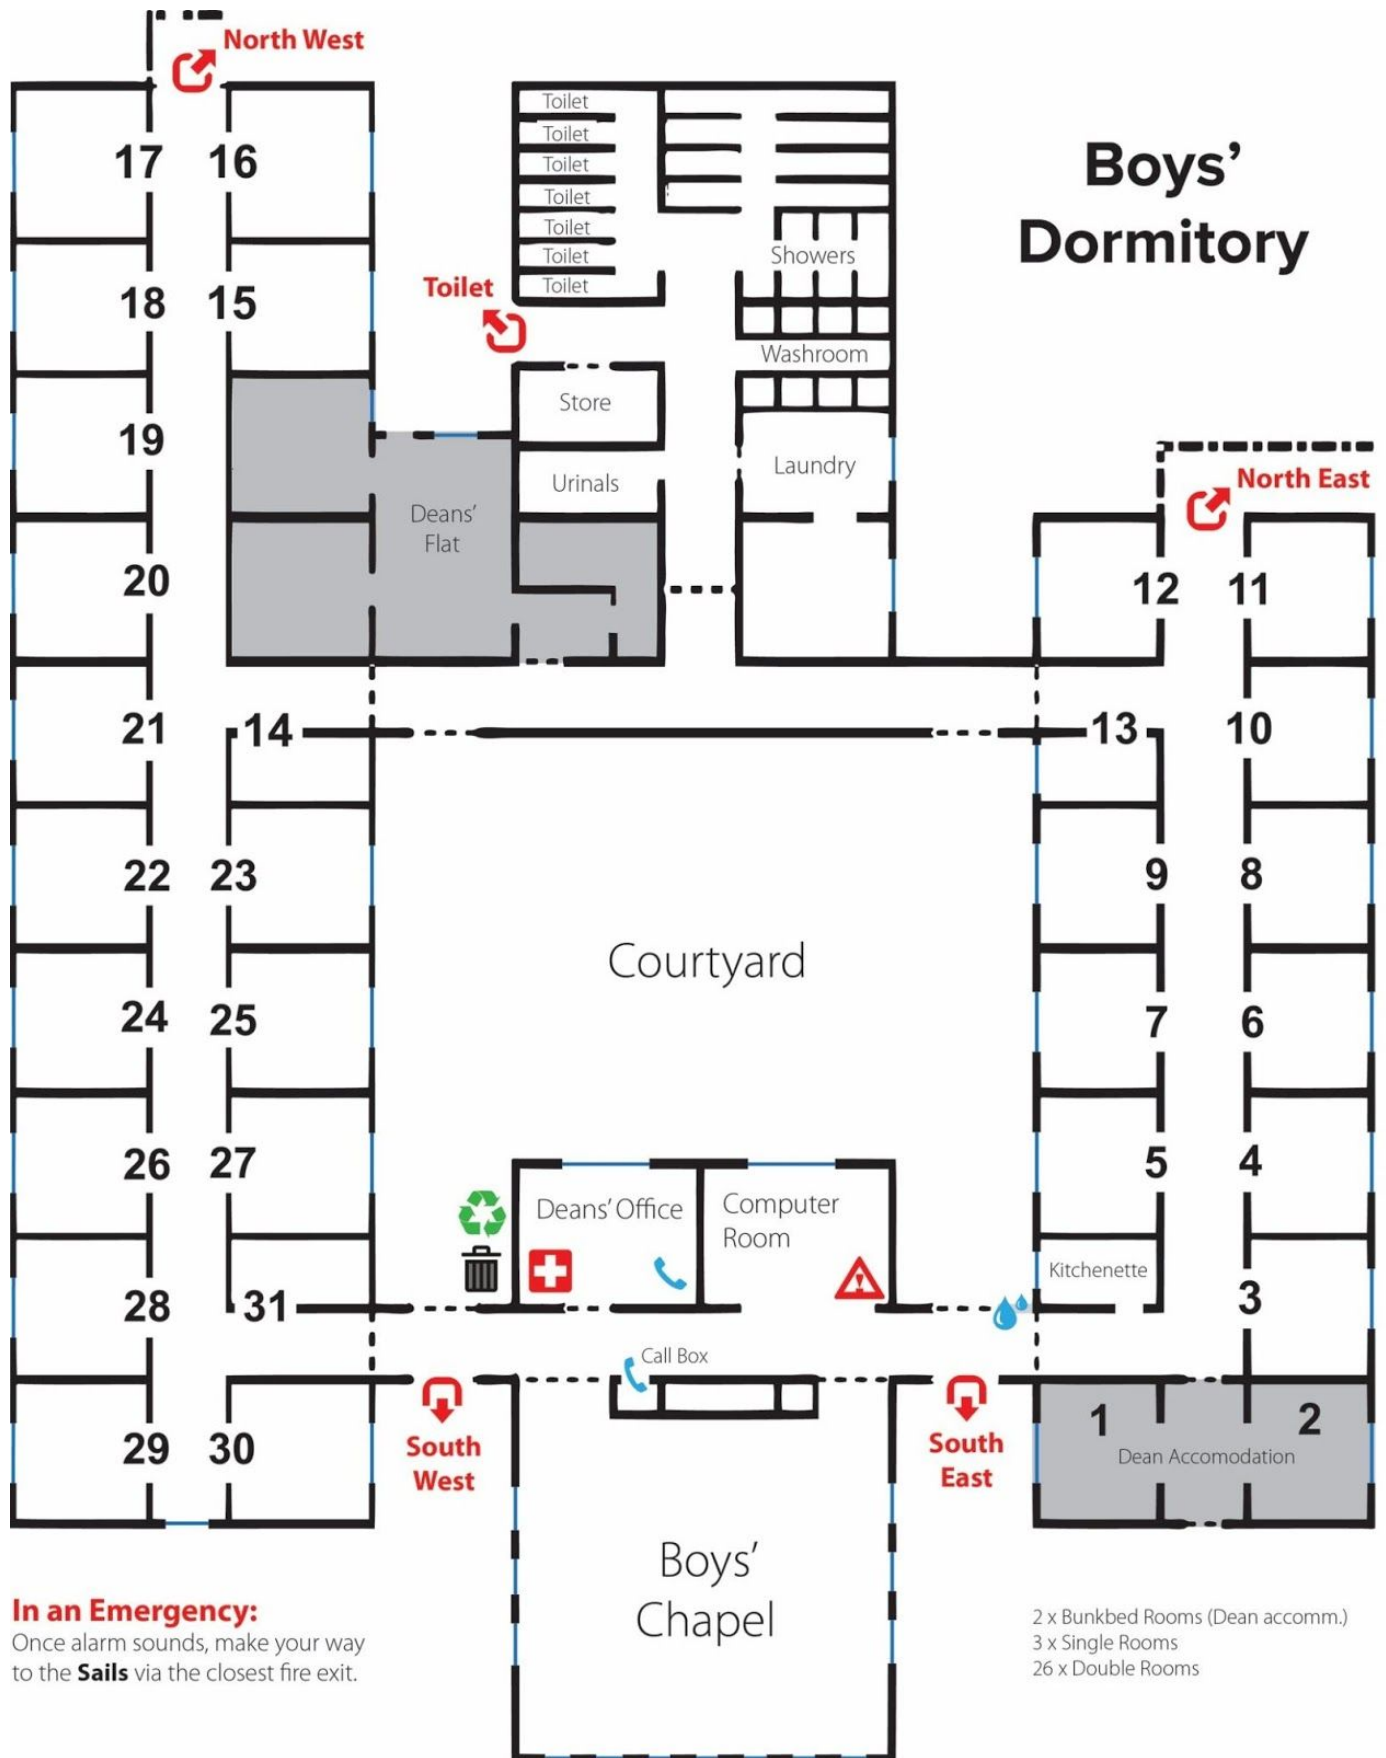 North West
Boys’
Dormitory
Toilet
Toilet
Toilet
Toilet
Toilet
Toilet
Toilet
17
16
Showers
18
15
Toilet
Washroom
Store
19
Laundry
Urinals
North East
Deans’
Flat
20
12
11
21
14
13
10
22
23
9
8
Courtyard
24
25
7
6
26
27
5
4
Deans’ Office
Computer
Room
Kitchenette
28
31
3
Call Box
1
2
29
30
South
West
South
East
Dean Accomodation
Boys’
Chapel
In an Emergency:
Once alarm sounds, make your way
to the Sails via the closest fire exit.
2 x Bunkbed Rooms (Dean accomm.)
3 x Single Rooms
26 x Double Rooms